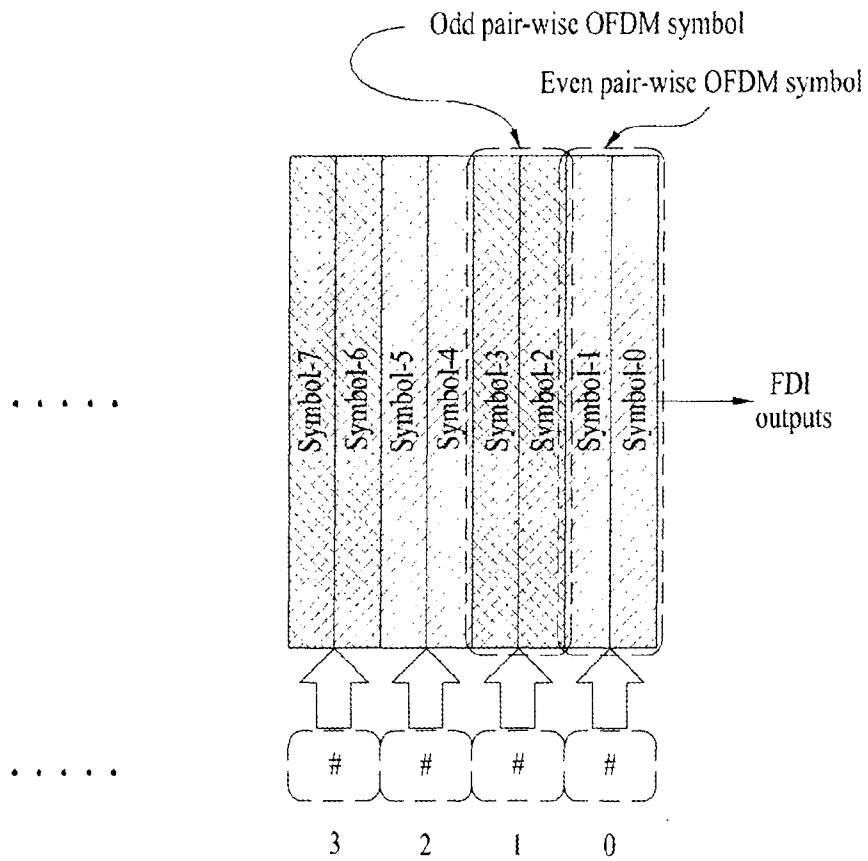 Odd pair-wise OFDM symbol
Even pair-wise OFDM symbol
Symbol-7
Symbol-6
Symbol-5
Symbol-4
Symbol-3
Symbol-2
Symbol-1
Symbol-0
FDI
outputs
# # # #
3 2 1 0